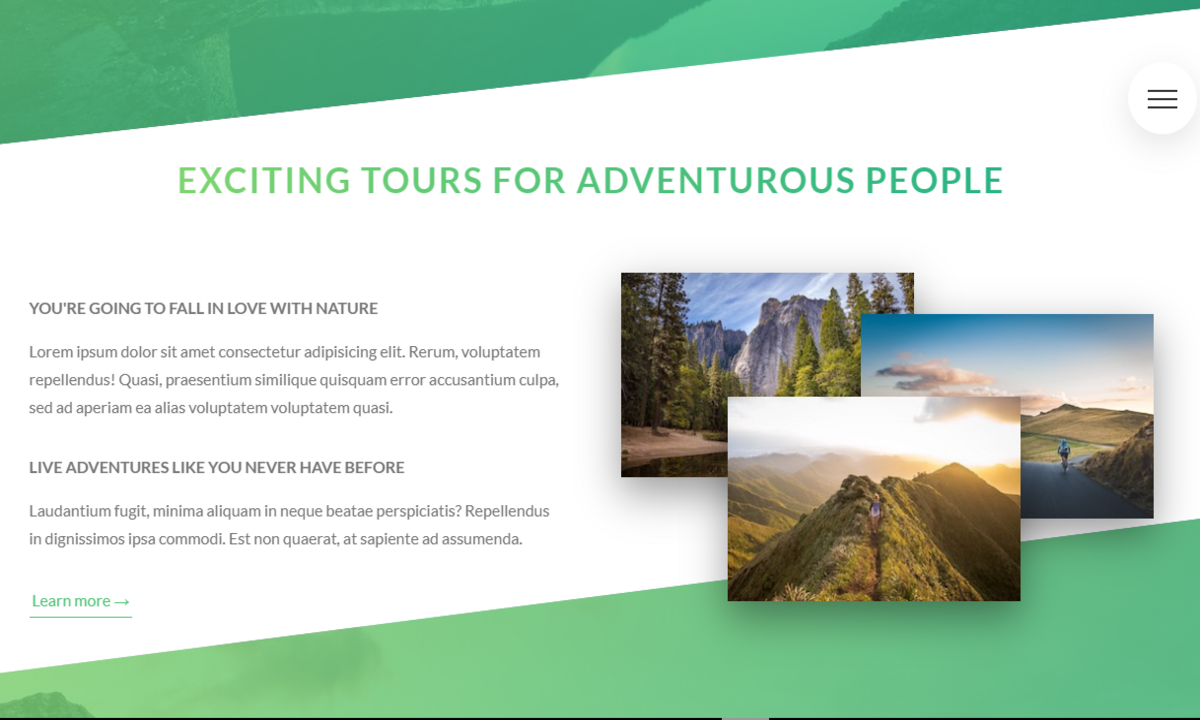 EXCITING TOURS FOR ADVENTUROUS PEOPLE
YOU'RE GOING TO FALL IN LOVE WITH NATURE
Lorem ipsum dolor sit amet consectetur adipisicing elit. Rerum, voluptatem
repellendus! Quasi, praesentium similique quisquam error accusantium culpa,
sed ad aperiam ea alias voluptatem voluptatem quasi.
LIVE ADVENTURES LIKE YOU NEVER HAVE BEFORE
Laudantium fugit, minima aliquam in neque beatae perspiciatis? Repellendus
in dignissimos ipsa commodi. Est non quaerat, at sapiente ad assumenda.
Learn more →